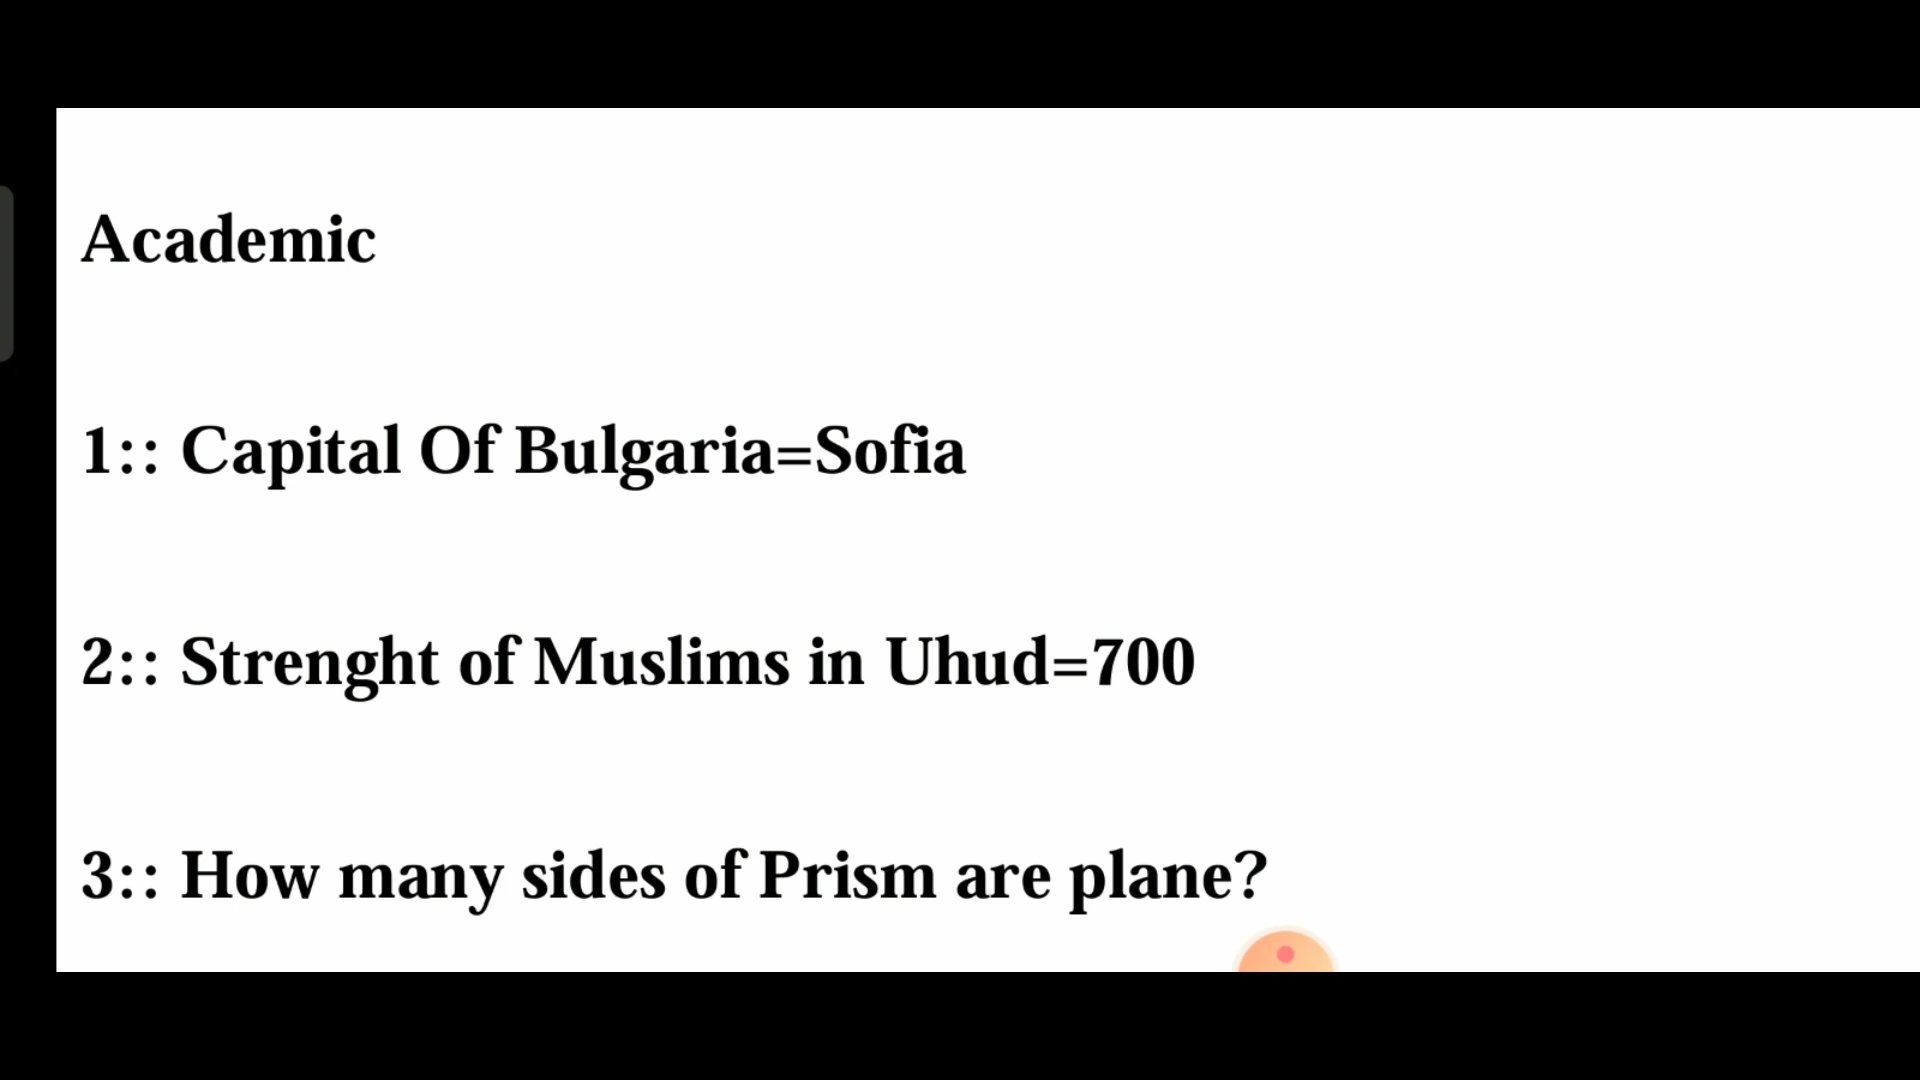 Academic
1:: Capital Of Bulgaria=Sofia
2:: Strenght of Muslims in Uhud=700
3:: How many sides of Prism are plane?